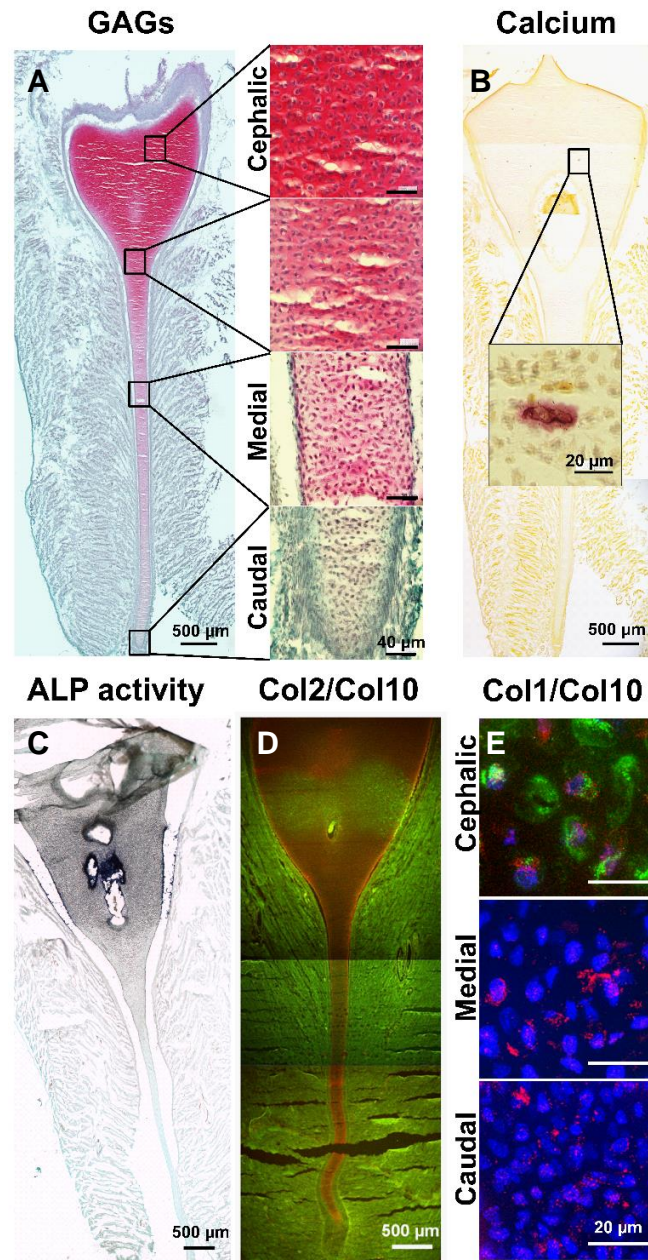 GAGs
Calcium
A
B
Cephalic
Medial
Caudal
20 µm
500 µm
40 µm
500 µm
ALP activity
Col2/Col10
Col1/Col10
C
D
E
Cephalic
Medial
Caudal
500 µm
500 µm
20 µm